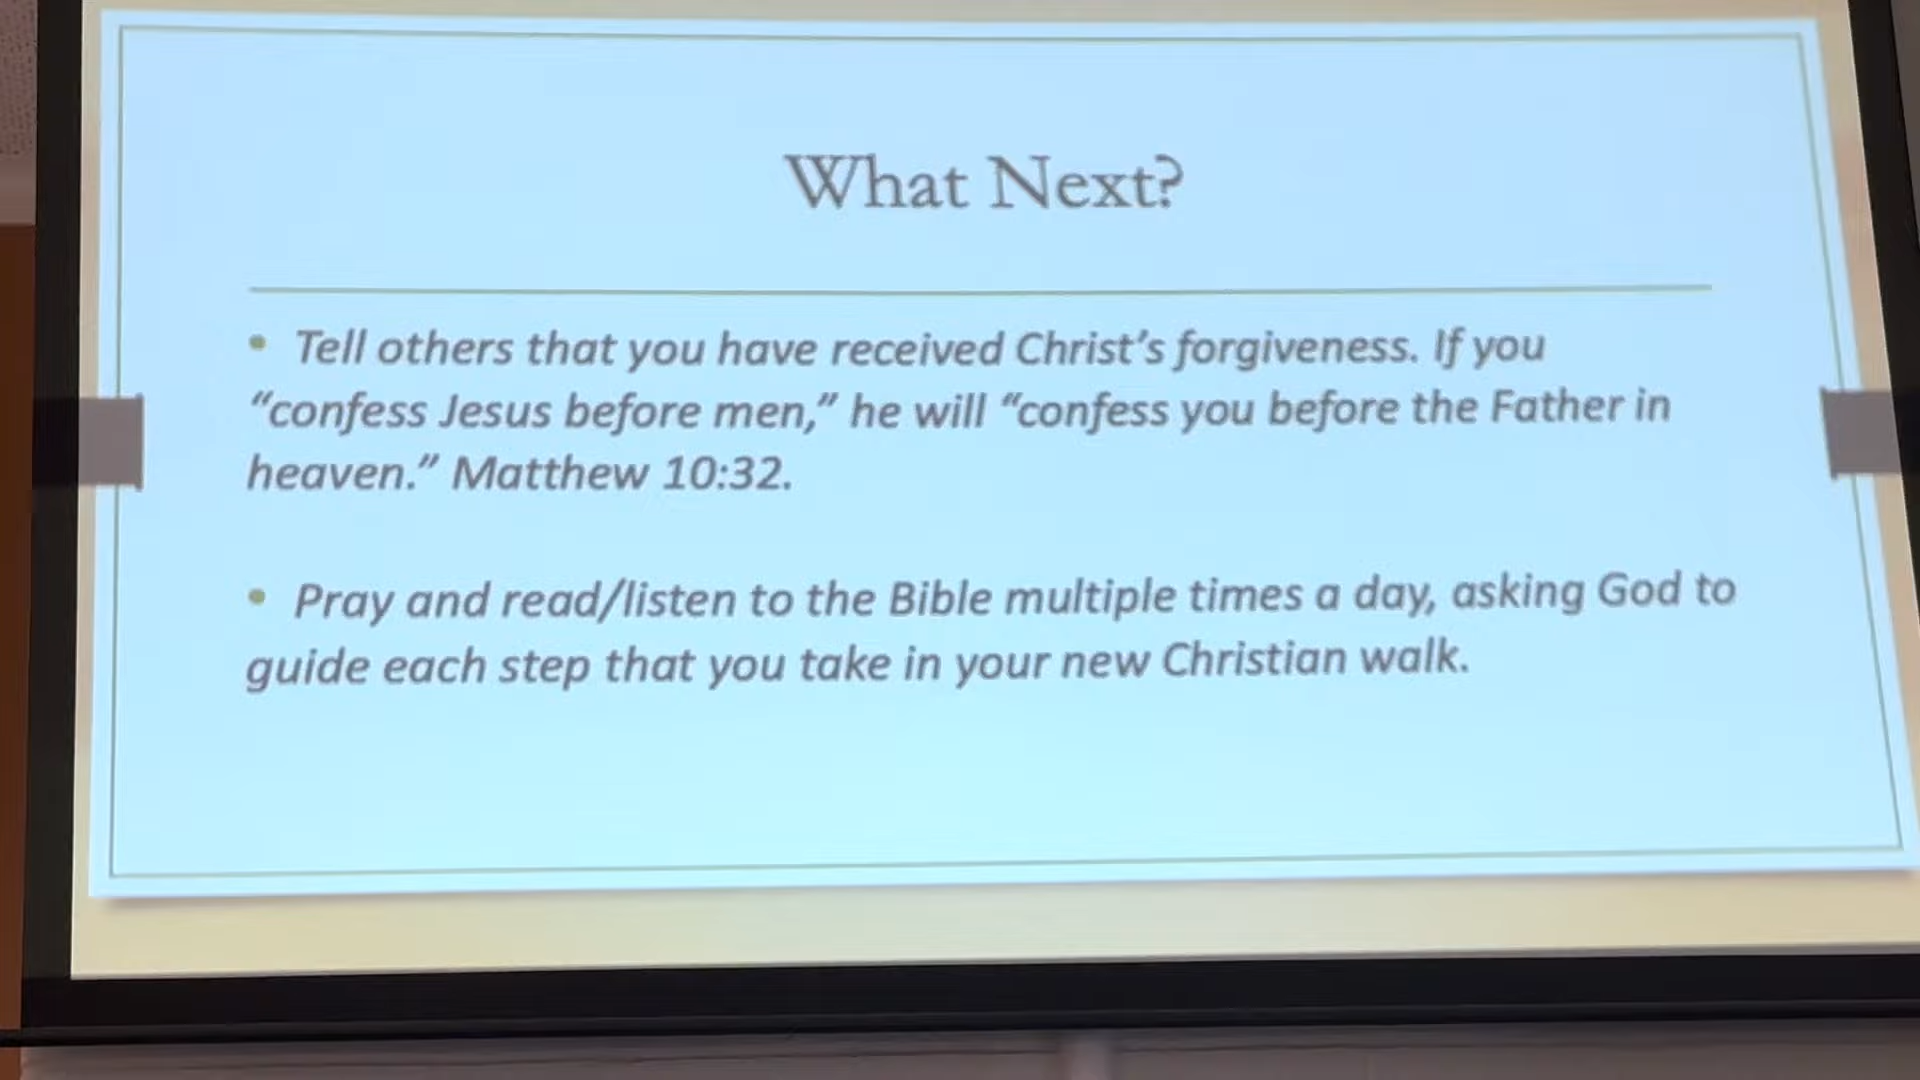 What Next?
• Tell others that you have received Christ’s forgiveness. If you
“confess Jesus before men,” he will “confess you before the Father in
heaven.” Matthew 10:32.
• Pray and read/listen to the Bible multiple times a day, asking God to
guide each step that you take in your new Christian walk.